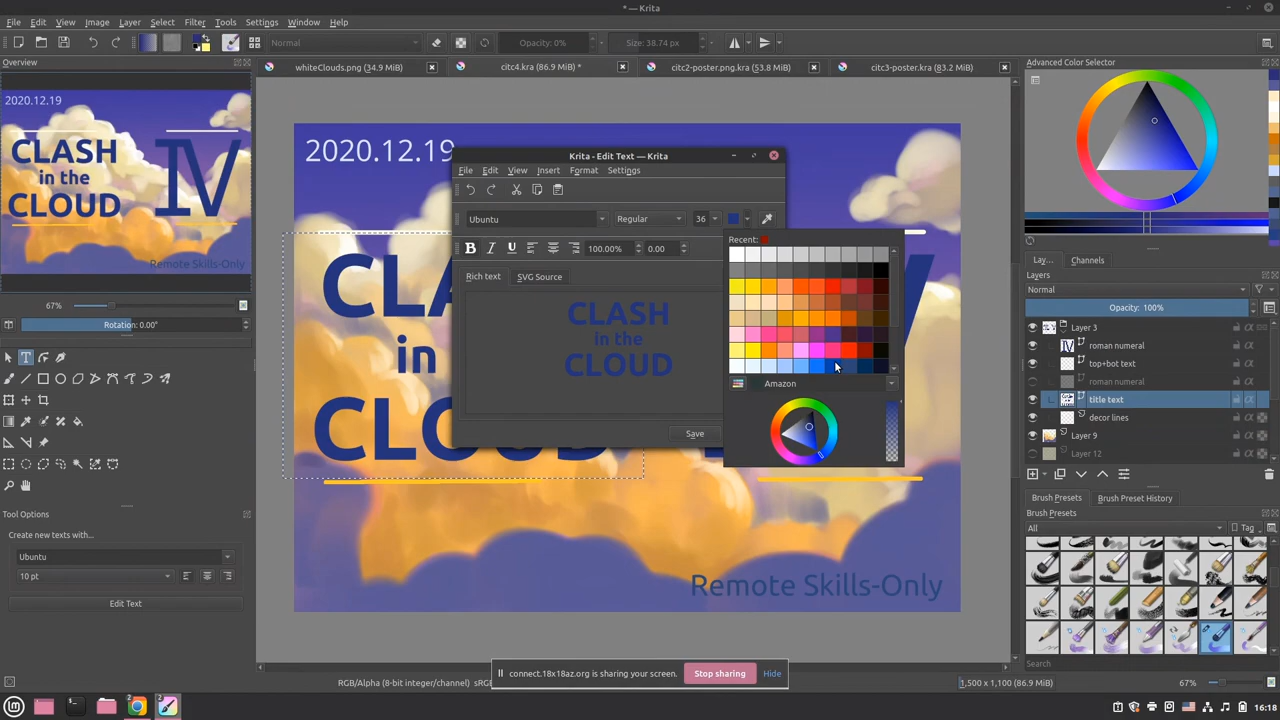 * — Krita
File Edit View Image Layer Select Filter Tools Settings Window Help
Normal Opacity: 0% Size: 38.74 px
Overview
whiteClouds.png (34.9 MiB) citc4.kra (86.9 MiB) * citc2-poster.png.kra (53.8 MiB) citc3-poster.kra (83.2 MiB)
Advanced Color Selector
2020.12.19
CLASH
in the
CLOUD
IV
Remote Skills-Only
67%
Rotation: 0.00°
Tool Options
Create new texts with...
Ubuntu
10 pt
Edit Text
2020.12.19
CLA
in
CLOUD
Remote Skills-Only
Krita - Edit Text — Krita
File Edit View Insert Format Settings
Ubuntu Regular 36
B I U 100.00% 0.00
Rich text SVG Source
CLASH
in the
CLOUD
Save
Recent:
Amazon
Lay... Channels
Layers
Normal
Opacity: 100%
Layer 3
roman numeral
top+bot text
roman numeral
title text
decor lines
Layer 9
Layer 12
Brush Presets Brush Preset History
Brush Presets
All Tag
Search
connect.18x18az.org is sharing your screen. Stop sharing Hide
RGB/Alpha (8-bit integer/channel) sRG 1,500 x 1,100 (86.9 MiB) 67%
16:18